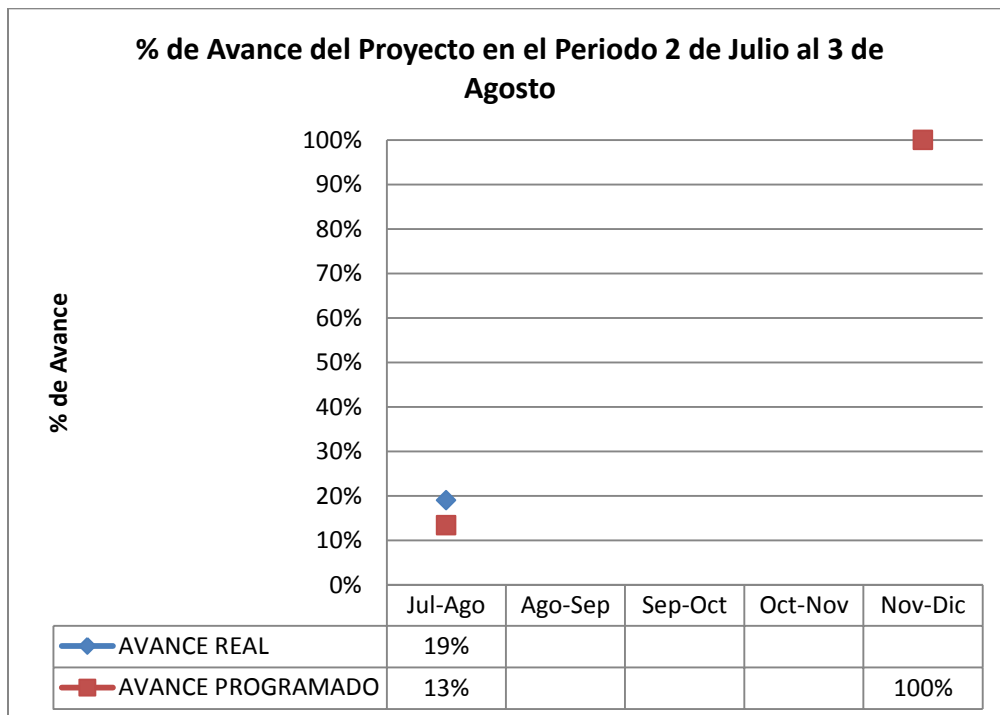 % de Avance del Proyecto en el Periodo 2 de Julio al 3 de
Agosto
% de Avance
100%
90%
80%
70%
60%
50%
40%
30%
20%
10%
0%
Jul-Ago Ago-Sep Sep-Oct Oct-Nov Nov-Dic
AVANCE REAL 19%
AVANCE PROGRAMADO 13% 100%